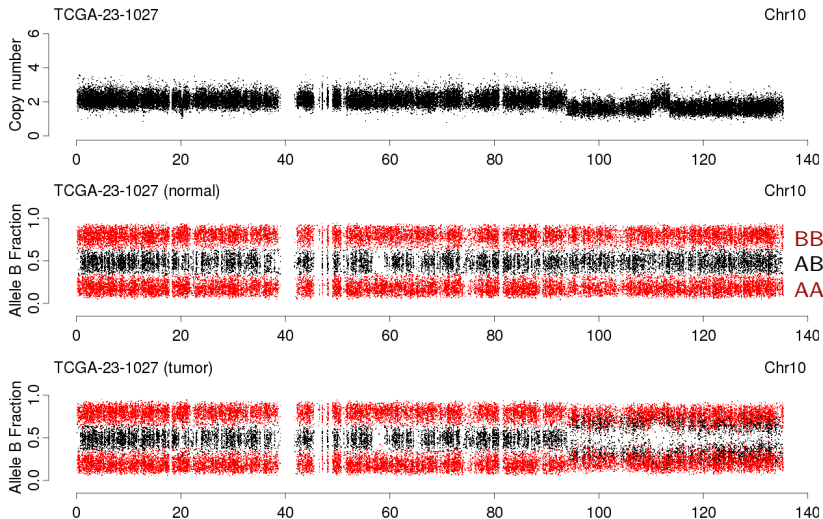 TCGA-23-1027 Chr10
Copy number
6
4
2
0
0 20 40 60 80 100 120 140
TCGA-23-1027 (normal) Chr10
Allele B Fraction
1.0
0.5
0.0
BB
AB
AA
0 20 40 60 80 100 120 140
TCGA-23-1027 (tumor) Chr10
Allele B Fraction
1.0
0.5
0.0
0 20 40 60 80 100 120 140